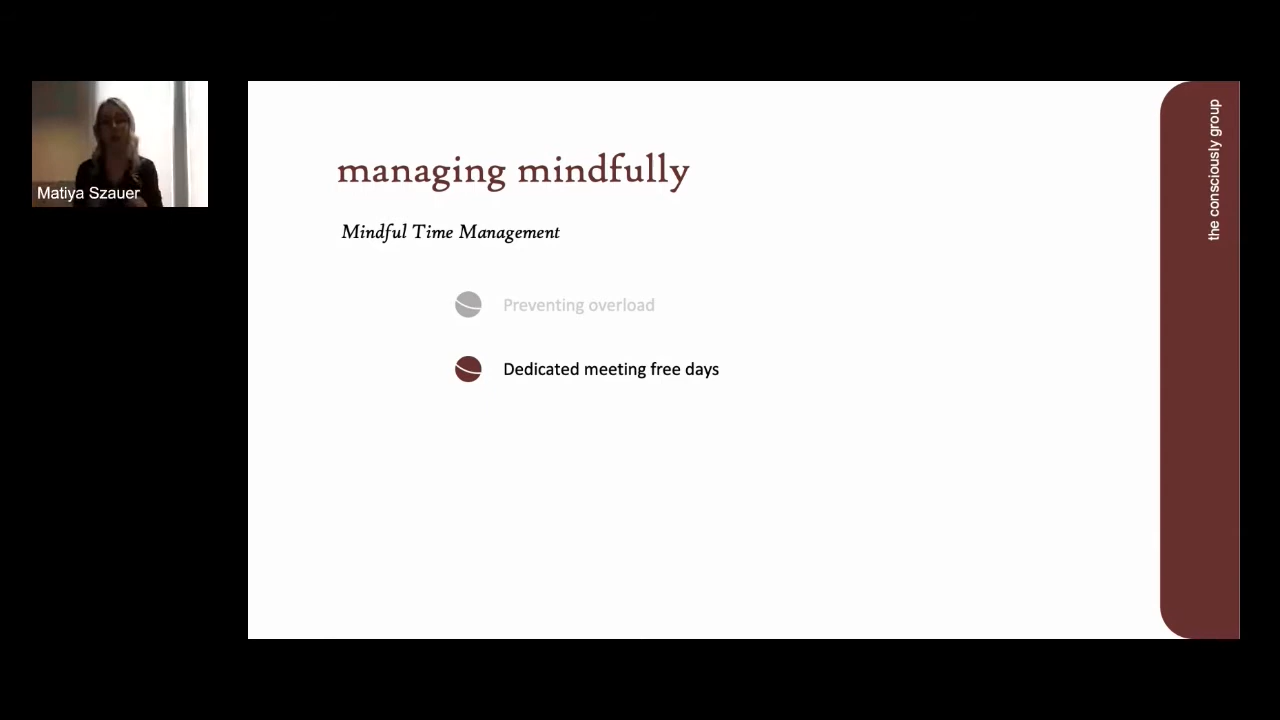 Matiya Szauer
managing mindfully
Mindful Time Management
Preventing overload
Dedicated meeting free days
the consciously group